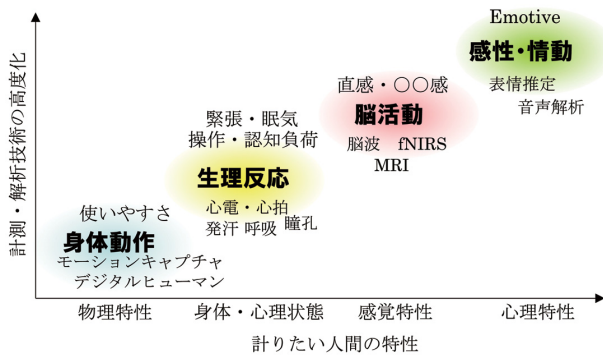 Emotive
感性・情動
表情推定
音声解析
直感・〇〇感
脳活動
脳波 fNIRS
MRI
緊張・眠気
操作・認知負荷
生理反応
心電・心拍
発汗 呼吸 瞳孔
使いやすさ
身体動作
モーションキャプチャ
デジタルヒューマン
計測・解析技術の高度化
物理特性 身体・心理状態 感覚特性 心理特性
計りたい人間の特性